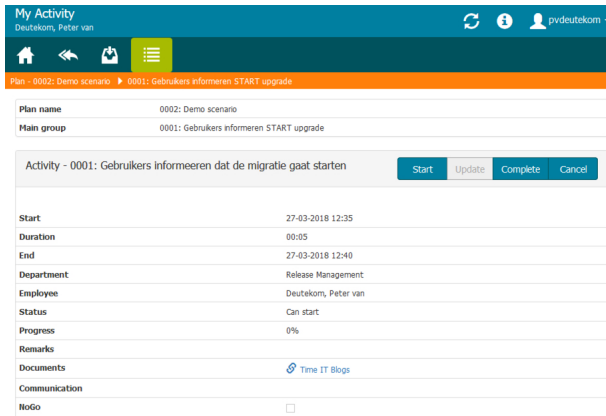 My Activity
Deutekom, Peter van
pvdeutekom
Plan - 0002: Demo scenario 0001: Gebruikers informeren START upgrade
Plan name 0002: Demo scenario
Main group 0001: Gebruikers informeren START upgrade
Activity - 0001: Gebruikers informeeren dat de migratie gaat starten Start Update Complete Cancel
Start 27-03-2018 12:35
Duration 00:05
End 27-03-2018 12:40
Department Release Management
Employee Deutekom, Peter van
Status Can start
Progress 0%
Remarks
Documents Time IT Blogs
Communication
NoGo